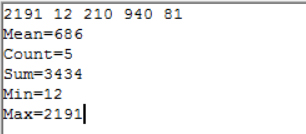 2191 12 210 940 81
Mean=686
Count=5
Sum=3434
Min=12
Max=2191